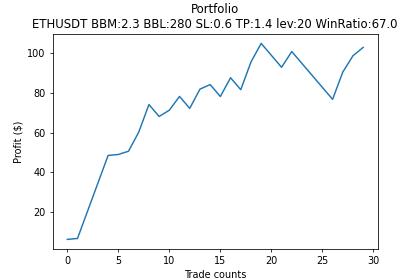 Portfolio
ETHUSDT BBM:2.3 BBL:280 SL:0.6 TP:1.4 lev:20 WinRatio:67.0
100
80
60
40
20
Profit ($)
0 5 10 15 20 25 30
Trade counts